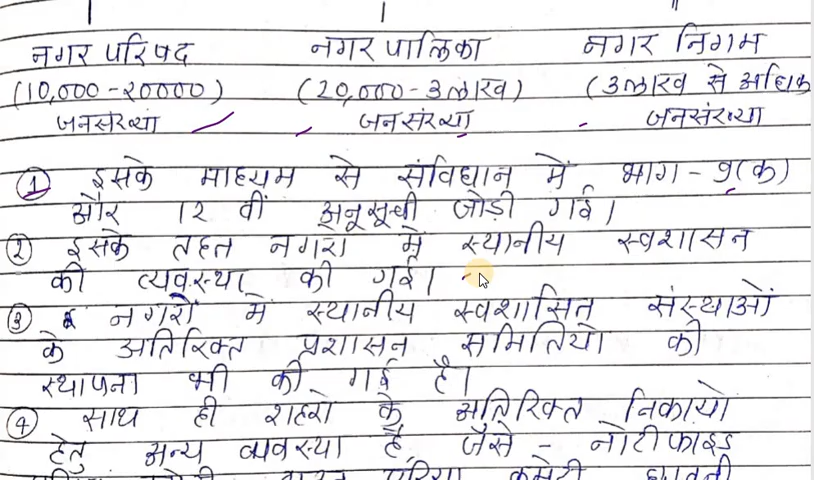 नगर परिषद नगर पालिका नगर निगम
(10,000-20000) (20,000-3लाख) (3लाख से अधिक
जनसंख्या जनसंख्या जनसंख्या
① इसके माध्यम से संविधान में भाग-9(क)
और 12 वीं अनुसूची जोड़ी गई।
② इसके तहत नगरों में स्थानीय स्वशासन
की व्यवस्था की गई।
③ नगरों में स्थानीय स्वशासित संस्थाओं
के अतिरिक्त प्रशासन समितियों की
स्थापना भी की गई है।
④ साथ ही शहरों के अतिरिक्त निकायो
हेतु अन्य व्यवस्था है, जैसे - नोटीफाइड
कमेटी छावनी